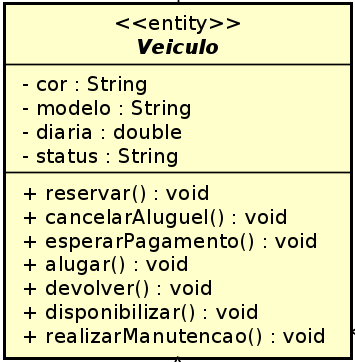 <<entity>>
Veiculo
- cor : String
- modelo : String
- diaria : double
- status : String
+ reservar() : void
+ cancelarAluguel() : void
+ esperarPagamento() : void
+ alugar() : void
+ devolver() : void
+ disponibilizar() : void
+ realizarManutencao() : void